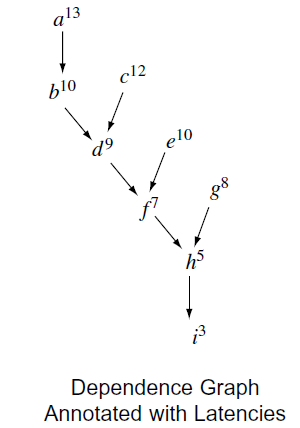 a13
c12
b10
e10
d9
g8
f7
h5
i3
Dependence Graph
Annotated with Latencies